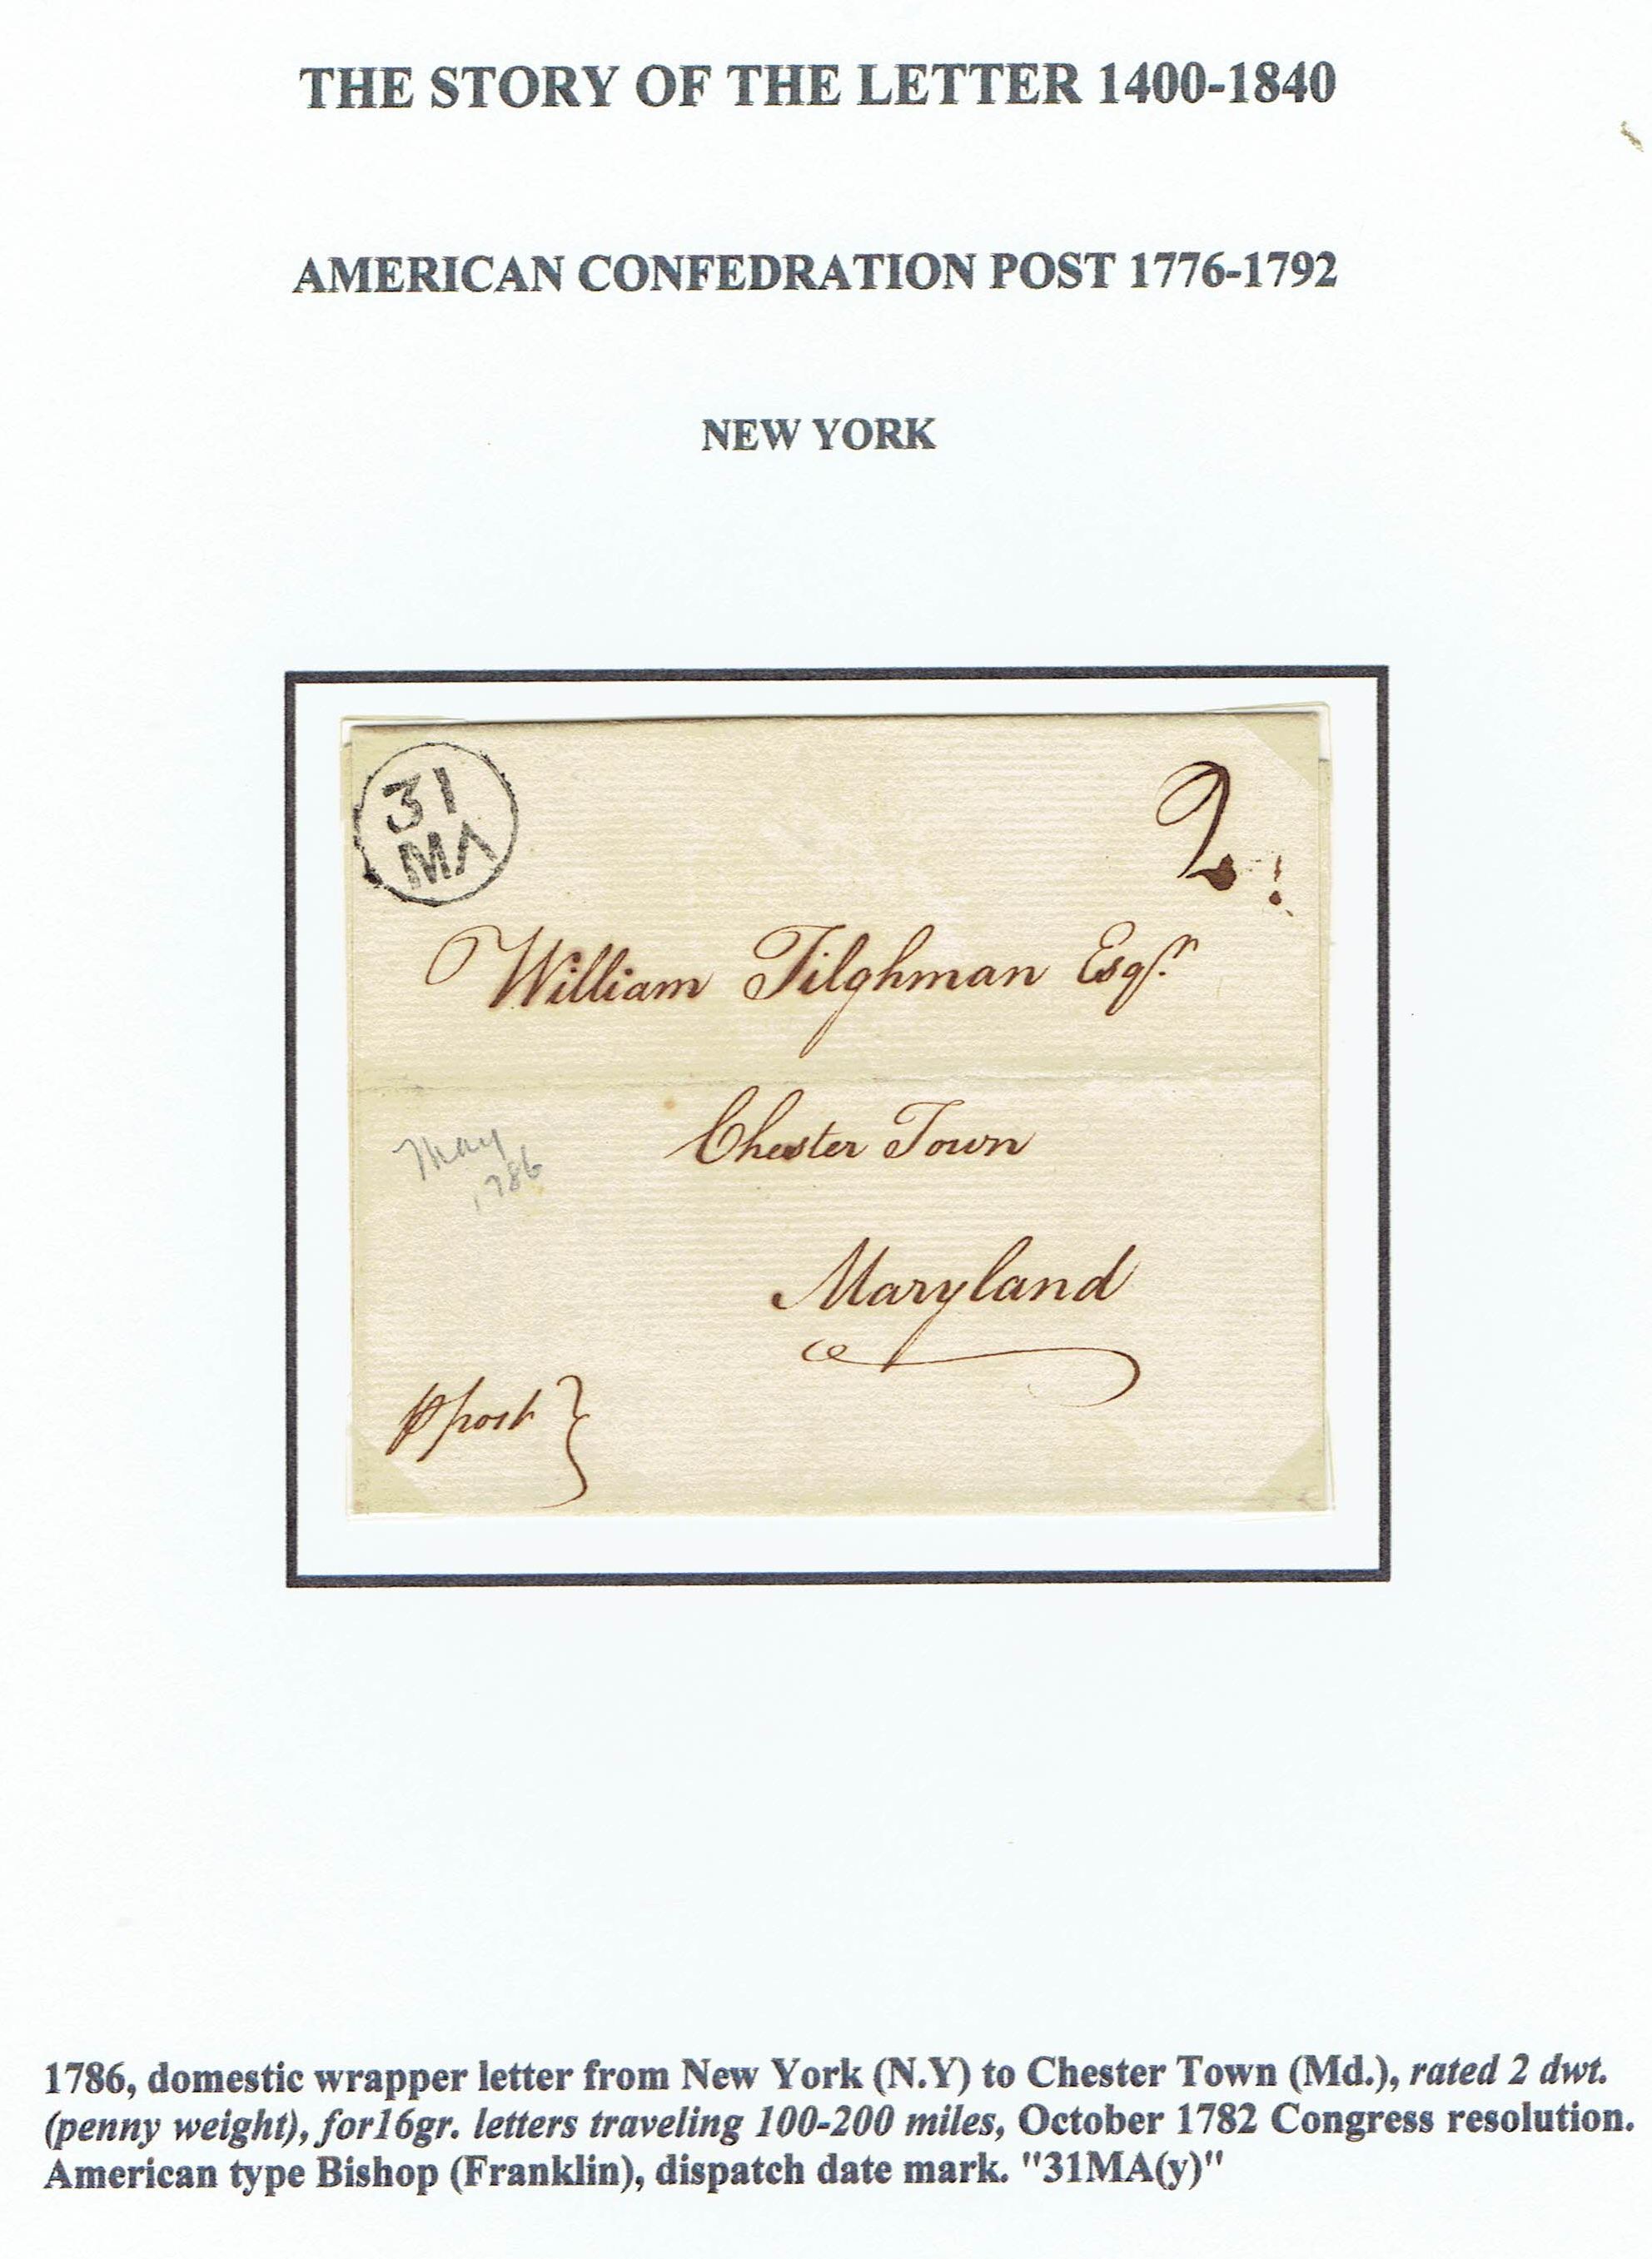 THE STORY OF THE LETTER 1400-1840
AMERICAN CONFEDRATION POST 1776-1792
NEW YORK
31
MA
2
William Tilghman Esqr.
Chester Town
May
1786
Maryland
⅌ post
1786, domestic wrapper letter from New York (N.Y) to Chester Town (Md.), rated 2 dwt.
(penny weight), for16gr. letters traveling 100-200 miles, October 1782 Congress resolution.
American type Bishop (Franklin), dispatch date mark. "31MA(y)"